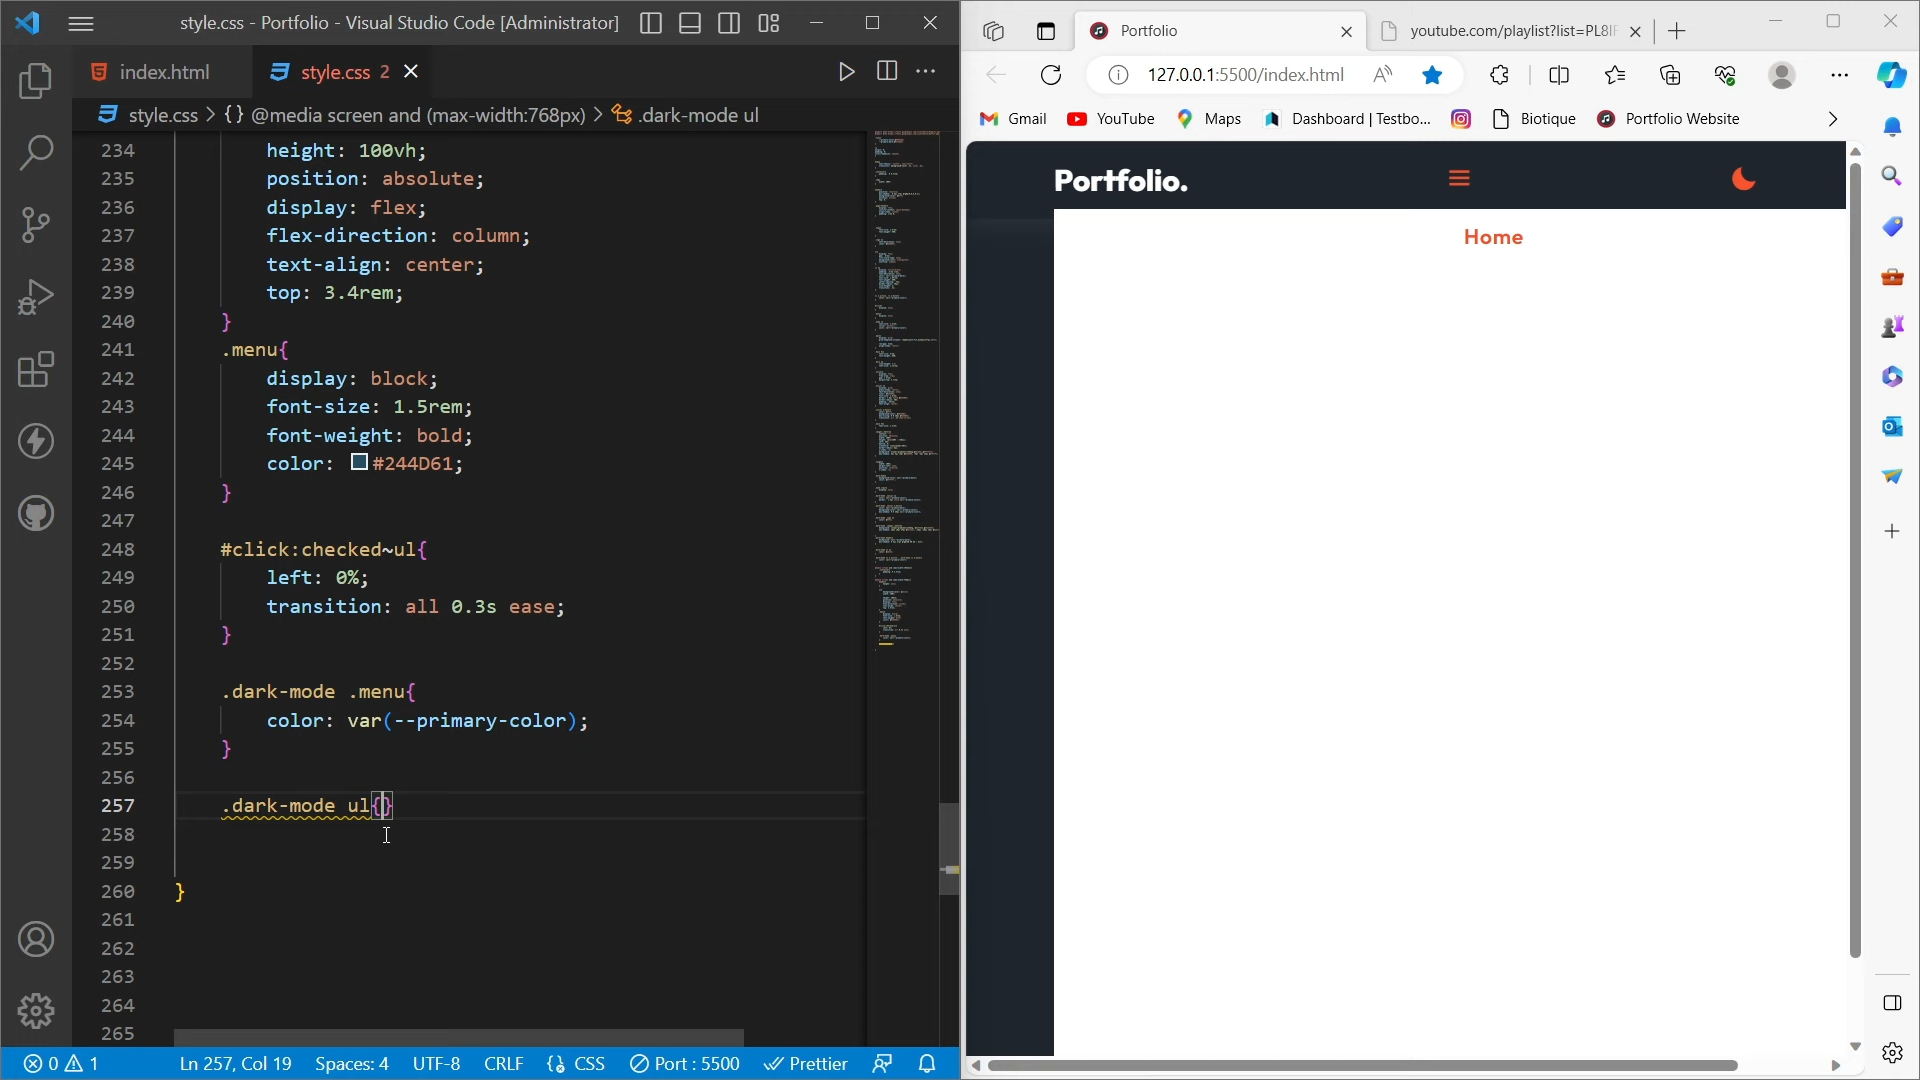 style.css - Portfolio - Visual Studio Code [Administrator]
index.html
style.css 2
style.css > {} @media screen and (max-width:768px) > .dark-mode ul
234 height: 100vh;
235 position: absolute;
236 display: flex;
237 flex-direction: column;
238 text-align: center;
239 top: 3.4rem;
240 }
241 .menu{
242 display: block;
243 font-size: 1.5rem;
244 font-weight: bold;
245 color: #244D61;
246 }
247
248 #click:checked~ul{
249 left: 0%;
250 transition: all 0.3s ease;
251 }
252
253 .dark-mode .menu{
254 color: var(--primary-color);
255 }
256
257 .dark-mode ul{}
258
259
260 }
261
262
263
264
265
0 1 Ln 257, Col 19 Spaces: 4 UTF-8 CRLF {} CSS Port : 5500 Prettier
Portfolio
youtube.com/playlist?list=PL8lF
127.0.0.1:5500/index.html
Gmail YouTube Maps Dashboard | Testbo... Biotique Portfolio Website
Portfolio.
Home